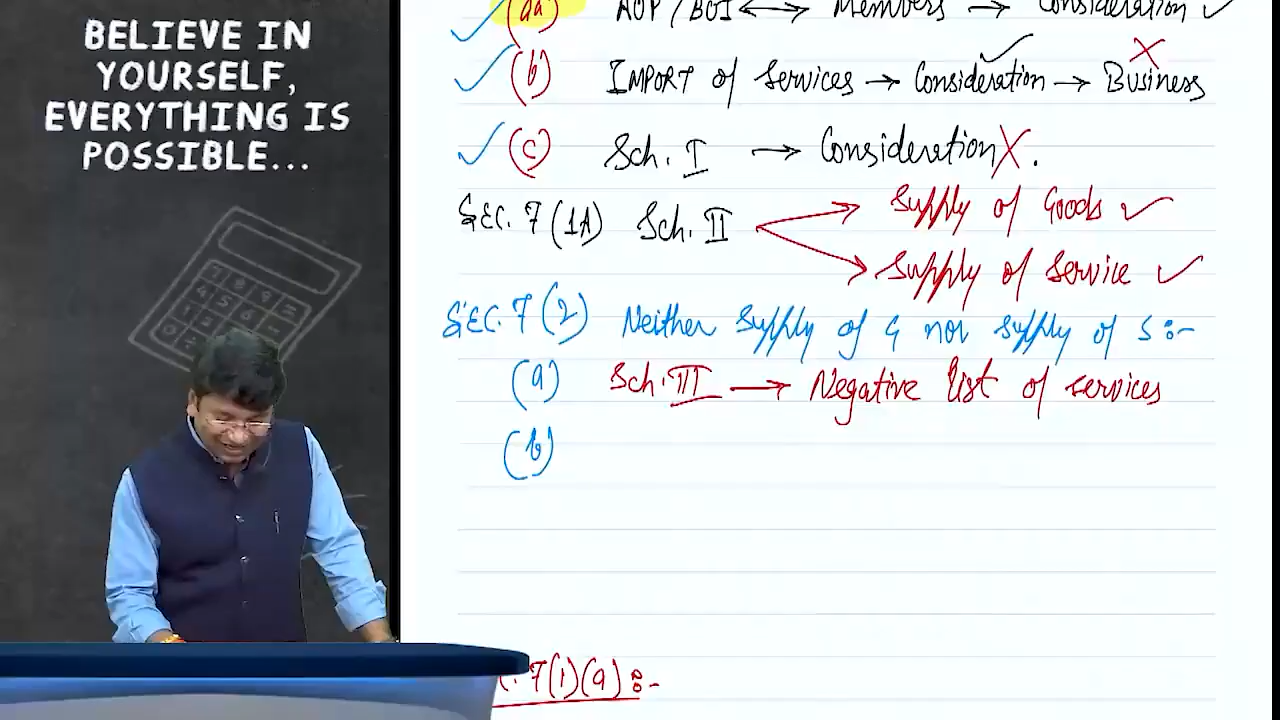 BELIEVE IN
YOURSELF,
EVERYTHING IS
POSSIBLE...
(aa) AOP/BOI ↔ Members → Consideration ✓
✓ (b) IMPORT of Services → Consideration ✓ → Business X
✓ (c) Sch. I → Consideration X.
SEC. 7 (1A) Sch. II
Supply of Goods ✓
Supply of Service ✓
SEC. 7 (2) Neither Supply of G nor supply of S :-
(a) Sch. III → Negative list of services
(b)
7(1)(a) :-